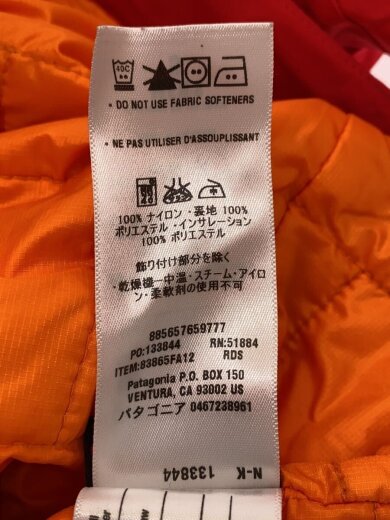 40C
• DO NOT USE FABRIC SOFTENERS
• NE PAS UTILISER D'ASSOUPLISSANT
100% ナイロン・裏地 100%
ポリエステル・インサレーション
100% ポリエステル
飾り付け部分を除く
・乾燥機一中温・スチーム・アイロ
ン・柔軟剤の使用不可
885657659777
PO:133844 RN:51884
ITEM:83865FA12 RDS
Patagonia P.O. BOX 150
VENTURA, CA 93002 US
パタゴニア 0467238961
N-K 133844